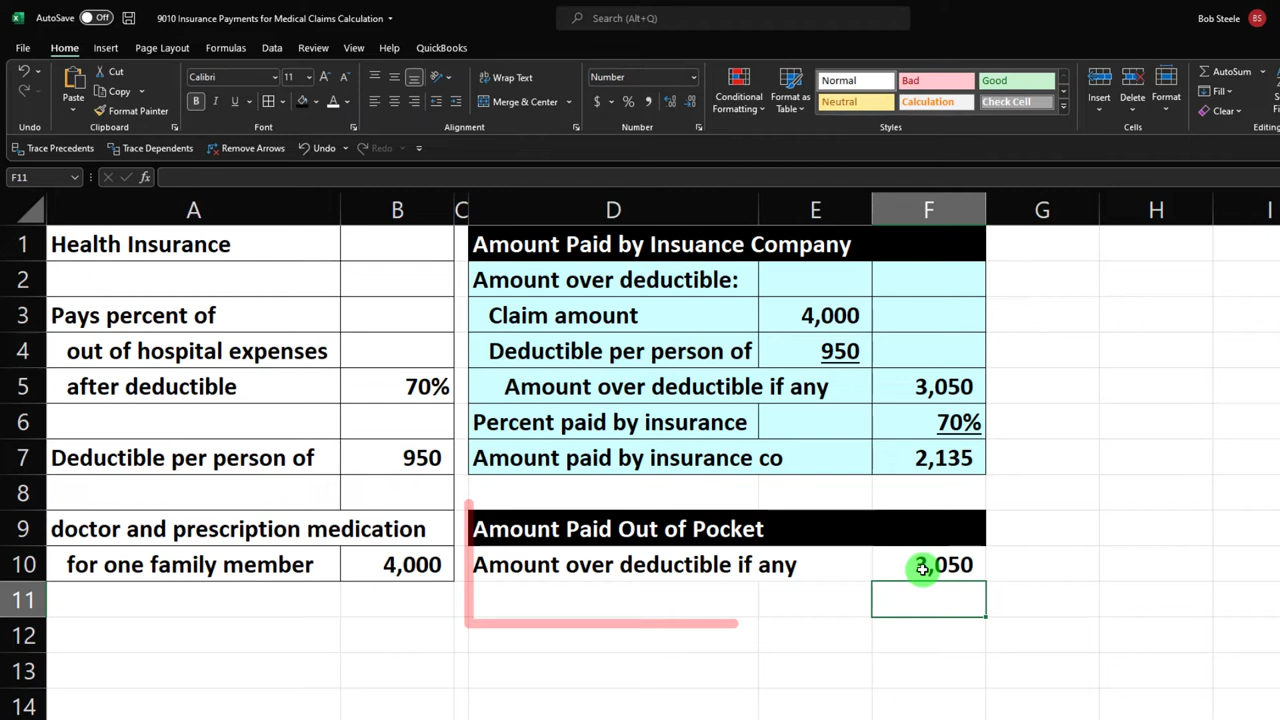 AutoSave Off 9010 Insurance Payments for Medical Claims Calculation Search (Alt+Q) Bob Steele BS
File Home Insert Page Layout Formulas Data Review View Help QuickBooks
Cut Calibri 11 Wrap Text Number Normal Bad Good AutoSum
Copy Fill
Paste Format Painter B I U Merge & Center $ % Conditional Formatting Format as Table Neutral Calculation Check Cell Insert Delete Format Clear
Undo Clipboard Font Alignment Number Styles Cells
Trace Precedents Trace Dependents Remove Arrows Undo Redo
F11 fx
A B C D E F G H I
1 Health Insurance Amount Paid by Insuance Company
2 Amount over deductible:
3 Pays percent of Claim amount 4,000
4 out of hospital expenses Deductible per person of 950
5 after deductible 70% Amount over deductible if any 3,050
6 Percent paid by insurance 70%
7 Deductible per person of 950 Amount paid by insurance co 2,135
8
9 doctor and prescription medication Amount Paid Out of Pocket
10 for one family member 4,000 Amount over deductible if any 3,050
11
12
13
14